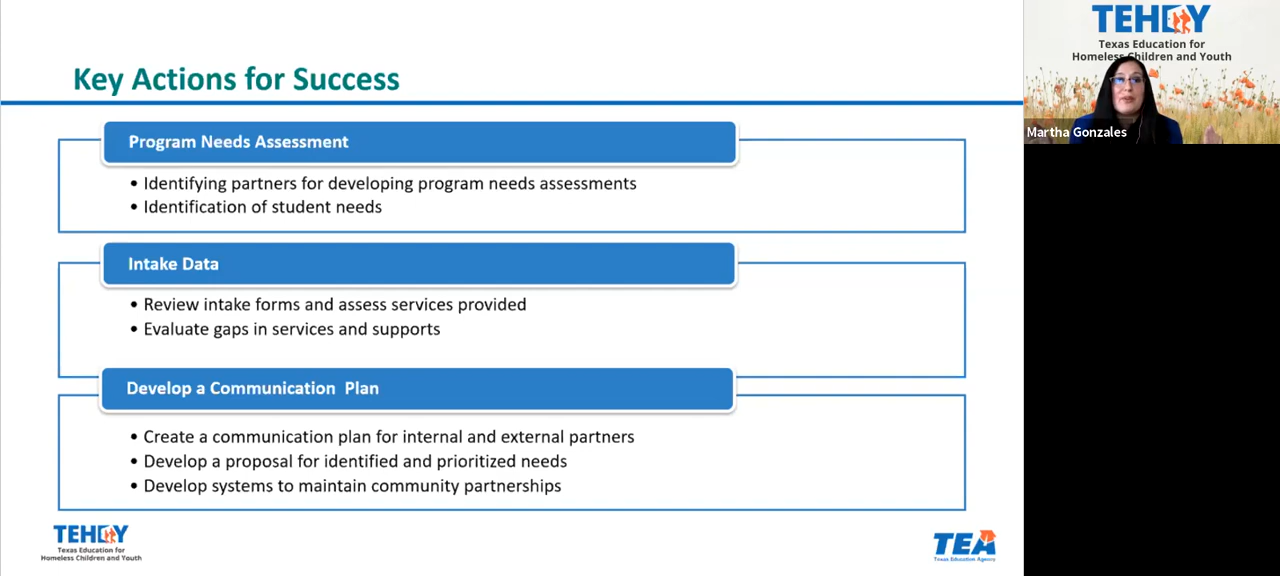 Key Actions for Success
Program Needs Assessment
• Identifying partners for developing program needs assessments
• Identification of student needs
Intake Data
• Review intake forms and assess services provided
• Evaluate gaps in services and supports
Develop a Communication Plan
• Create a communication plan for internal and external partners
• Develop a proposal for identified and prioritized needs
• Develop systems to maintain community partnerships
TEHCY
Texas Education for
Homeless Children and Youth
TEA
Texas Education Agency
TEHCY
Texas Education for
Homeless Children and Youth
Martha Gonzales